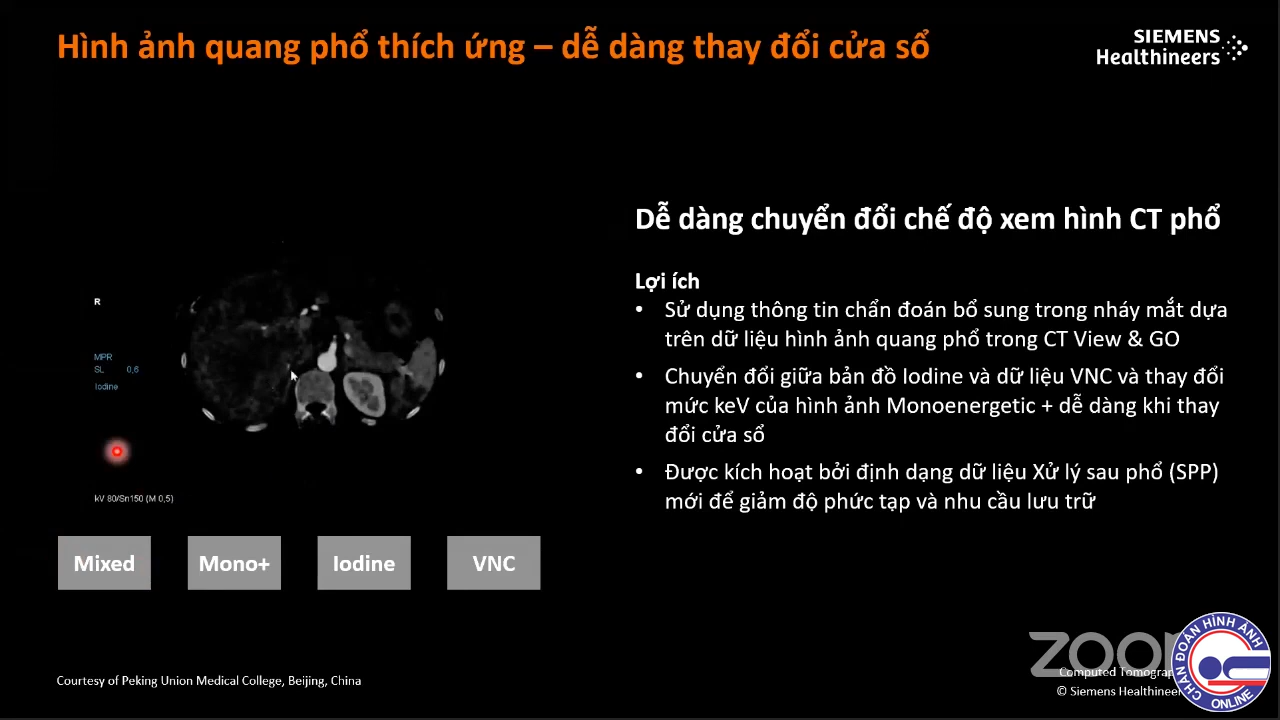 Hình ảnh quang phổ thích ứng – dễ dàng thay đổi cửa sổ
SIEMENS
Healthineers
Dễ dàng chuyển đổi chế độ xem hình CT phổ
Lợi ích
• Sử dụng thông tin chẩn đoán bổ sung trong nháy mắt dựa
trên dữ liệu hình ảnh quang phổ trong CT View & GO
• Chuyển đổi giữa bản đồ Iodine và dữ liệu VNC và thay đổi
mức keV của hình ảnh Monoenergetic + dễ dàng khi thay
đổi cửa sổ
• Được kích hoạt bởi định dạng dữ liệu Xử lý sau phổ (SPP)
mới để giảm độ phức tạp và nhu cầu lưu trữ
R
MPR
SL 0,6
Iodine
kV 80/Sn150 (M 0,5)
Mixed
Mono+
Iodine
VNC
Courtesy of Peking Union Medical College, Beijing, China
Computed
© Siemens
CHẨN ĐOÁN HÌNH ẢNH
ONLINE